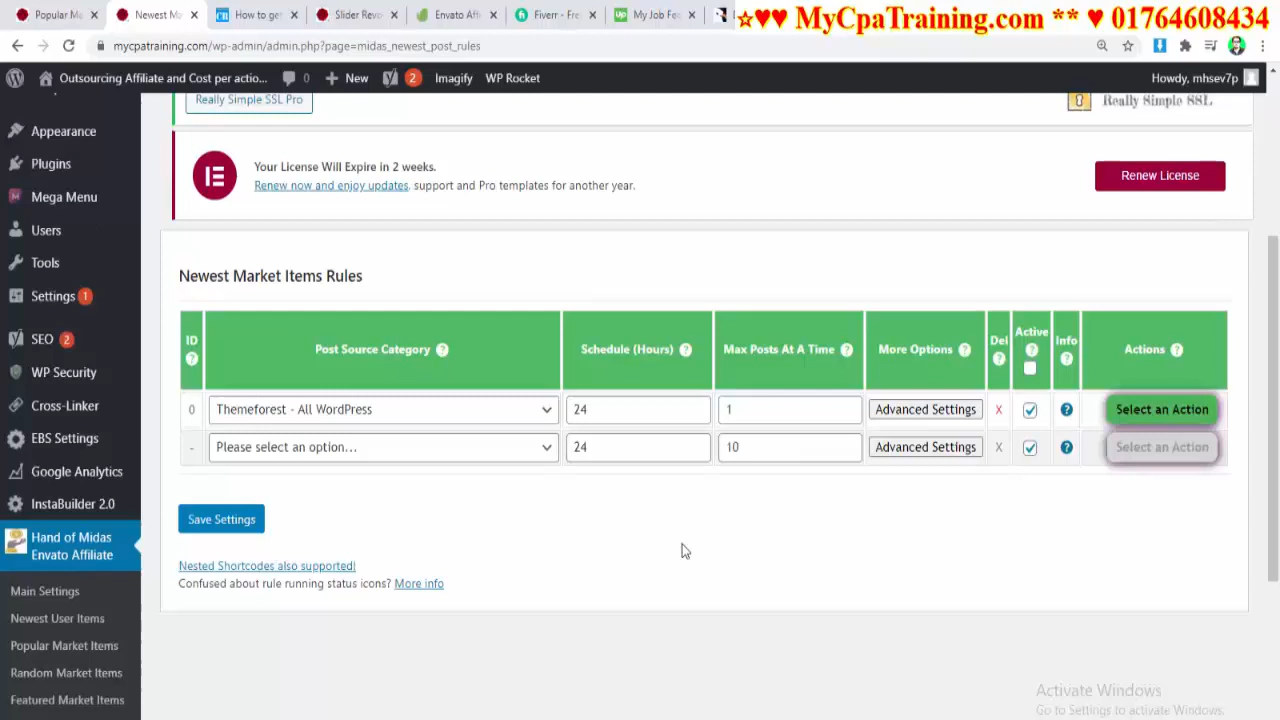 Popular Ma
Newest Ma
How to ge
Slider Rev
Envato Aff
Fiverr - Fre
My Job Fee
☆♥♥ MyCpaTraining.com ** ♥ 01764608434
mycpatraining.com/wp-admin/admin.php?page=midas_newest_post_rules
Outsourcing Affiliate and Cost per actio...
0
New
2
Imagify
WP Rocket
Howdy, mhsev7p
Appearance
Plugins
Mega Menu
Users
Tools
Settings 1
SEO 2
WP Security
Cross-Linker
EBS Settings
Google Analytics
InstaBuilder 2.0
Hand of Midas
Envato Affiliate
Main Settings
Newest User Items
Popular Market Items
Random Market Items
Featured Market Items
Really Simple SSL Pro
Really Simple SSL
Your License Will Expire in 2 weeks.
Renew now and enjoy updates, support and Pro templates for another year.
Renew License
Newest Market Items Rules
ID ?
Post Source Category ?
Schedule (Hours) ?
Max Posts At A Time ?
More Options ?
Del ?
Active ?
Info ?
Actions ?
0 Themeforest - All WordPress 24 1 Advanced Settings X ? Select an Action
- Please select an option... 24 10 Advanced Settings X ? Select an Action
Save Settings
Nested Shortcodes also supported!
Confused about rule running status icons? More info
Activate Windows
Go to Settings to activate Windows.